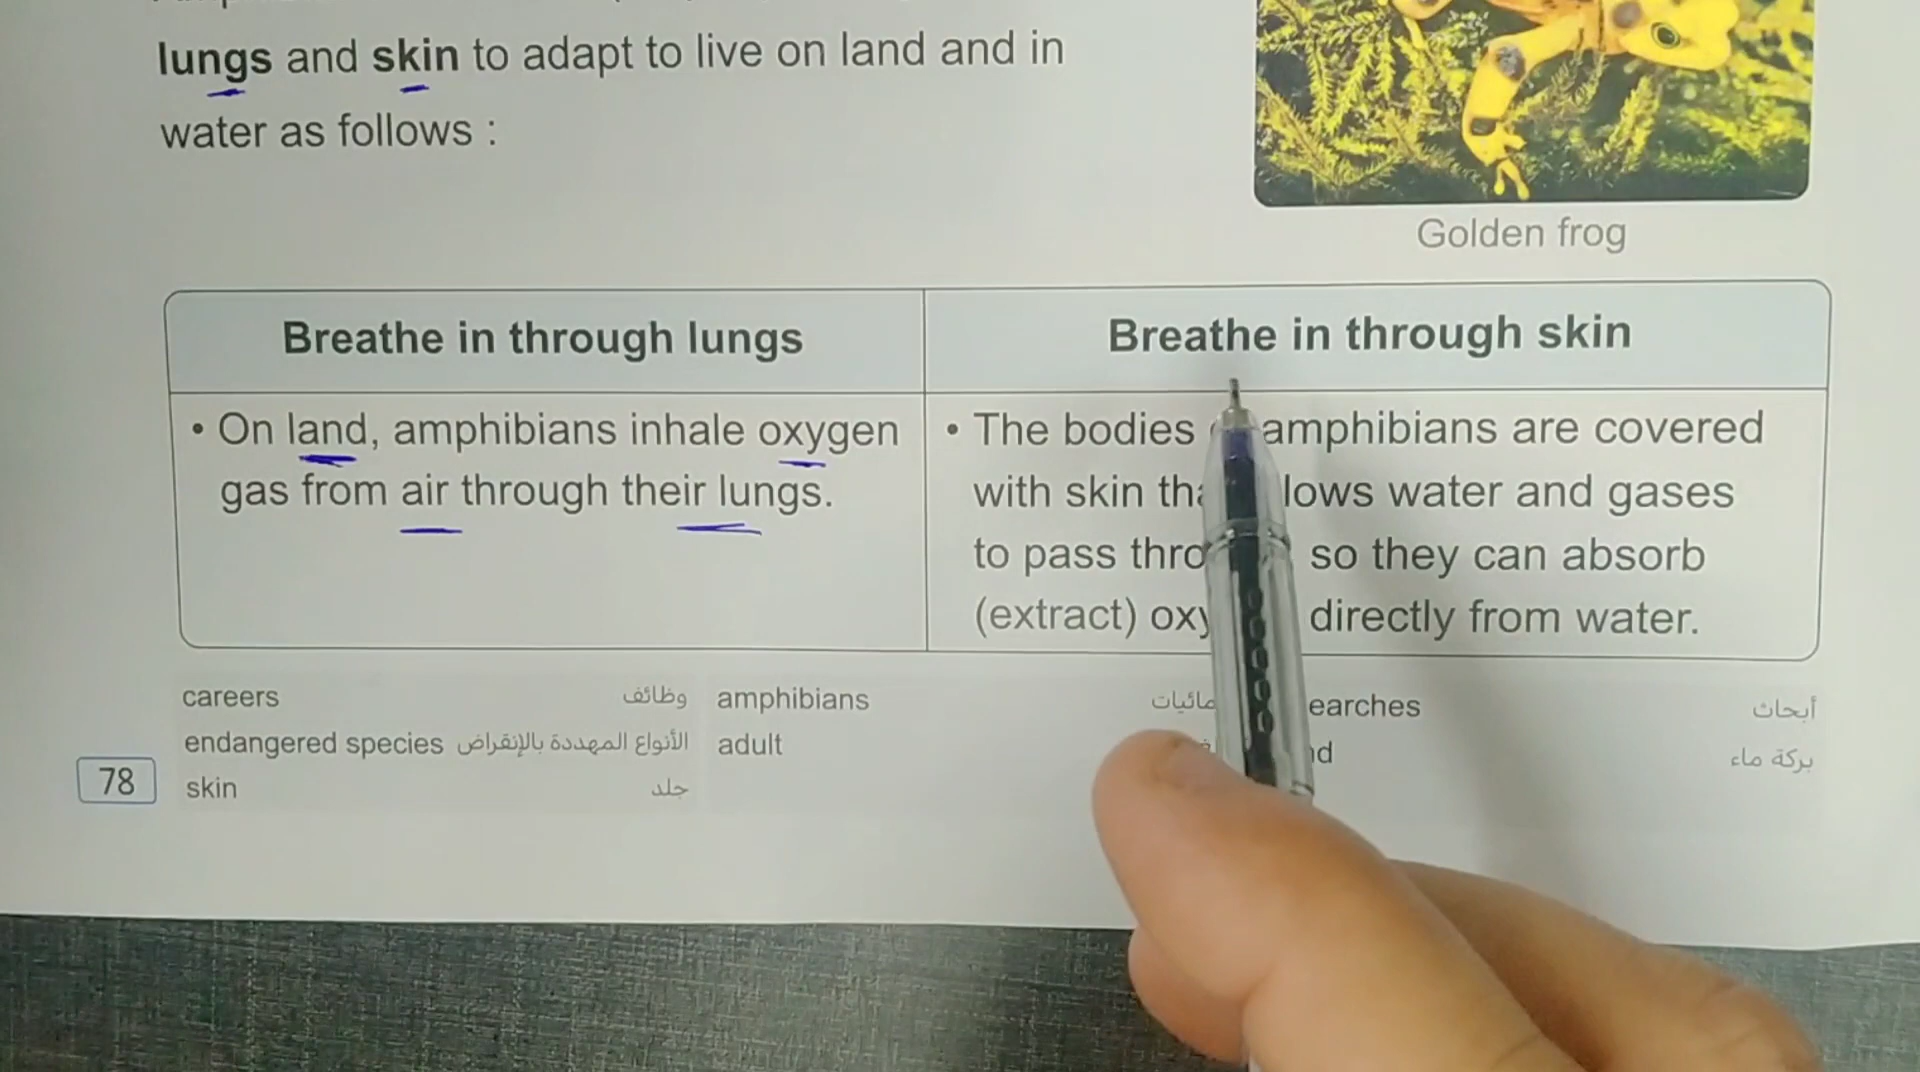 lungs and skin to adapt to live on land and in
water as follows :
Golden frog
Breathe in through lungs
• On land, amphibians inhale oxygen
gas from air through their lungs.
Breathe in through skin
• The bodies amphibians are covered
with skin water and gases
to pass so they can absorb
(extract) directly from water.
careers وظائف
endangered species الأنواع المهددة بالإنقراض
skin جلد
amphibians
adult
أبحاث
بركة ماء
78